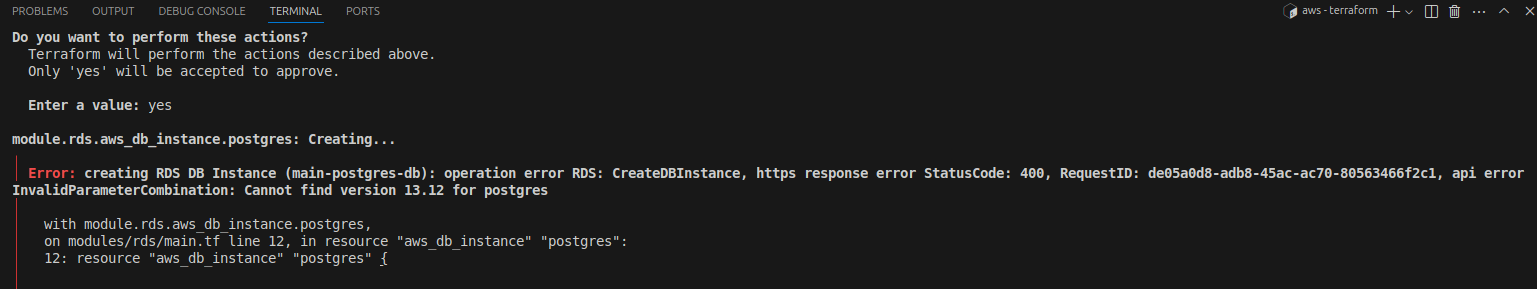 PROBLEMS OUTPUT DEBUG CONSOLE TERMINAL PORTS aws - terraform
Do you want to perform these actions?
Terraform will perform the actions described above.
Only 'yes' will be accepted to approve.
Enter a value: yes
module.rds.aws_db_instance.postgres: Creating...
Error: creating RDS DB Instance (main-postgres-db): operation error RDS: CreateDBInstance, https response error StatusCode: 400, RequestID: de05a0d8-adb8-45ac-ac70-80563466f2c1, api error
InvalidParameterCombination: Cannot find version 13.12 for postgres
with module.rds.aws_db_instance.postgres,
on modules/rds/main.tf line 12, in resource "aws_db_instance" "postgres":
12: resource "aws_db_instance" "postgres" {